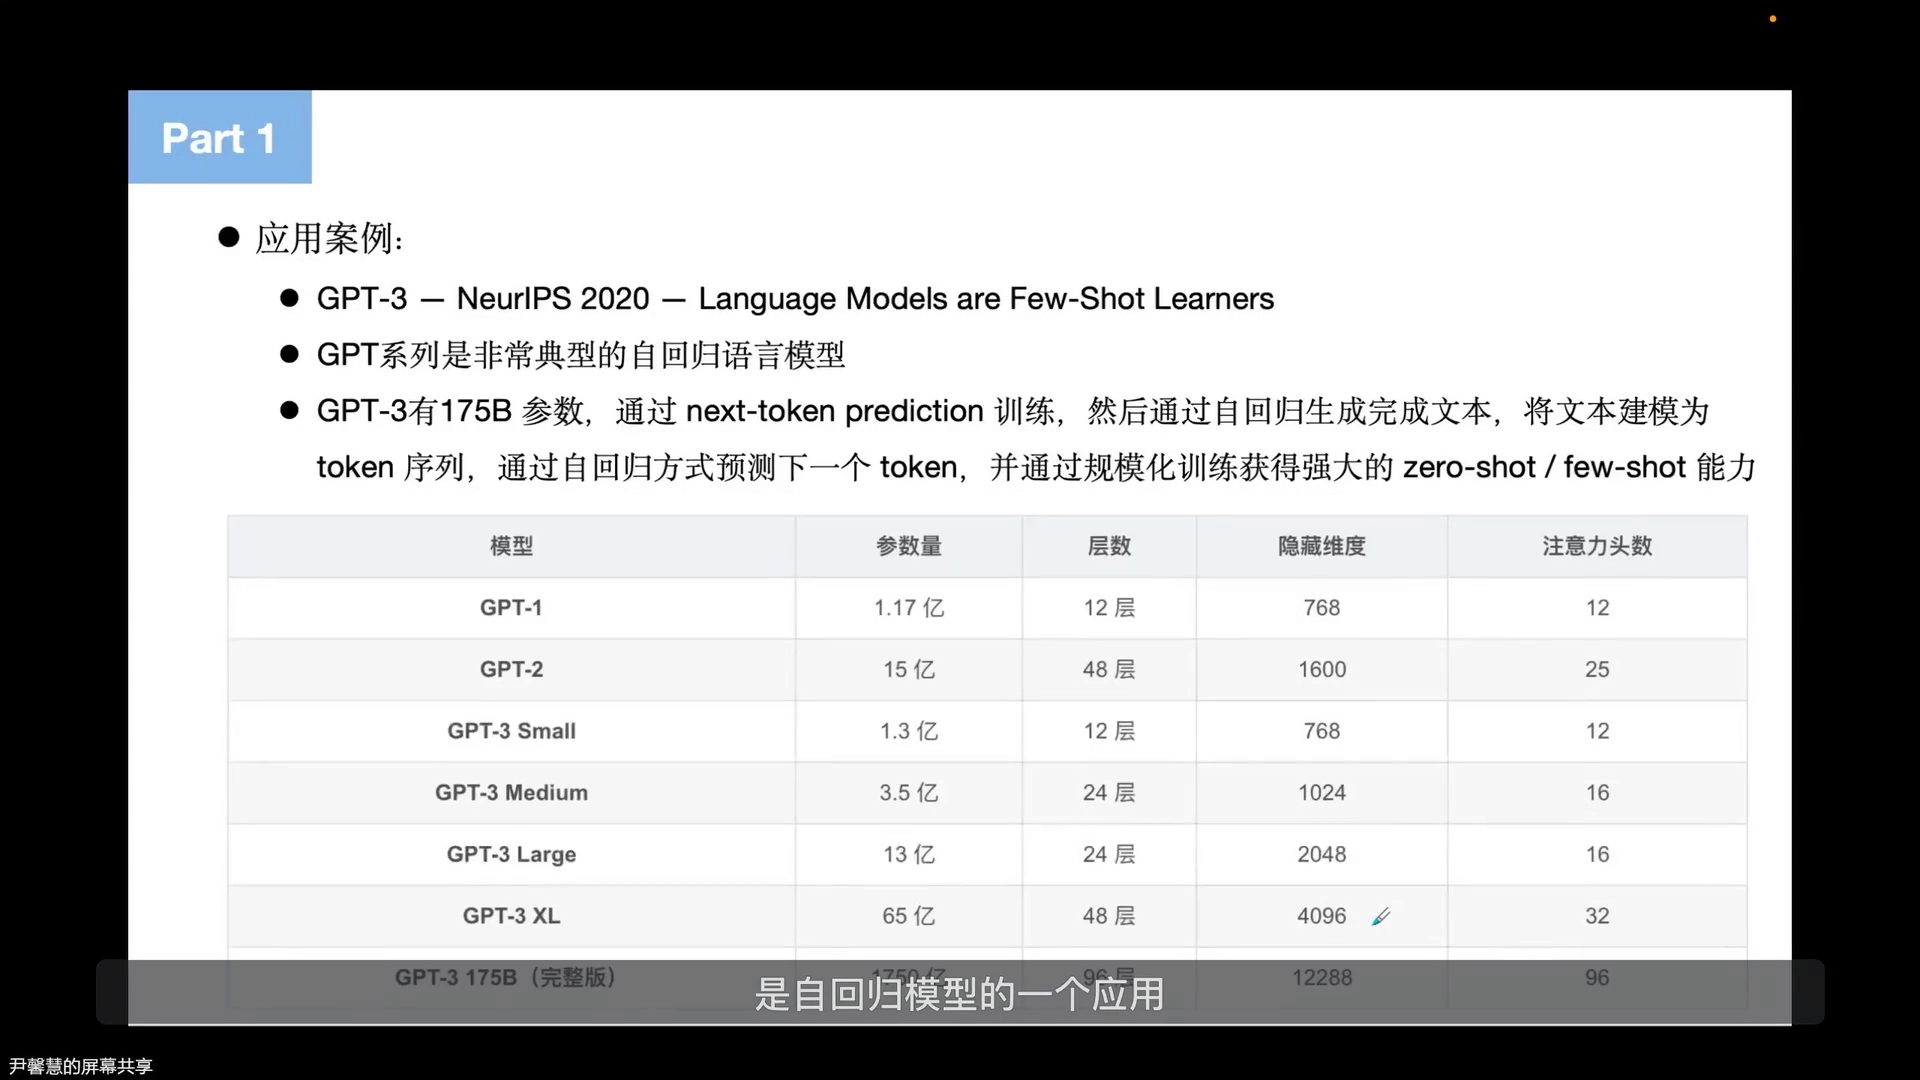 Part 1
应用案例：
GPT-3 — NeurIPS 2020 — Language Models are Few-Shot Learners
GPT系列是非常典型的自回归语言模型
GPT-3有175B 参数，通过 next-token prediction 训练，然后通过自回归生成完成文本，将文本建模为
token 序列，通过自回归方式预测下一个 token，并通过规模化训练获得强大的 zero-shot / few-shot 能力
模型 参数量 层数 隐藏维度 注意力头数
GPT-1 1.17 亿 12 层 768 12
GPT-2 15 亿 48 层 1600 25
GPT-3 Small 1.3 亿 12 层 768 12
GPT-3 Medium 3.5 亿 24 层 1024 16
GPT-3 Large 13 亿 24 层 2048 16
GPT-3 XL 65 亿 48 层 4096 32
GPT-3 175B（完整版） 1750 亿 96 层 12288 96
是自回归模型的一个应用
尹馨慧的屏幕共享